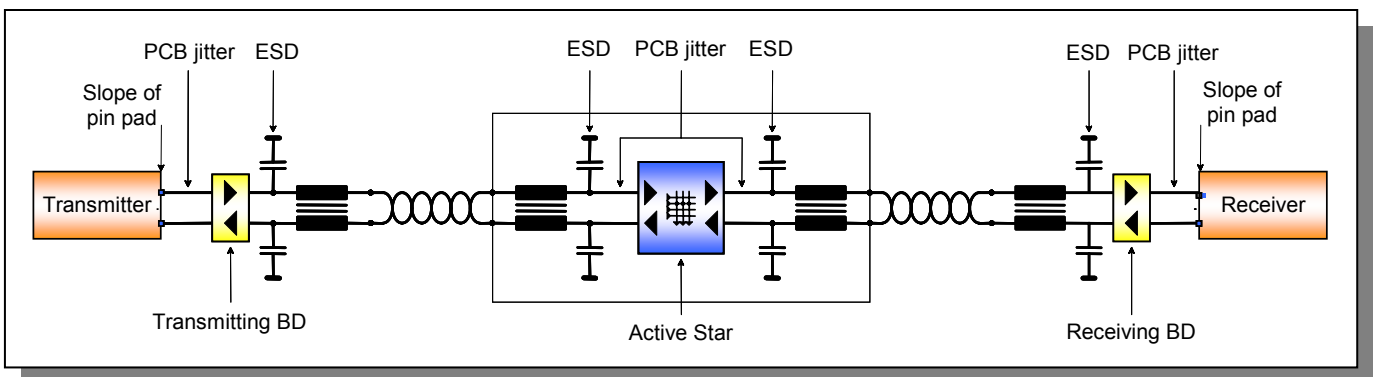 PCB jitter
ESD
ESD
PCB jitter
ESD
ESD
PCB jitter
Slope of
pin pad
Slope of
pin pad
Transmitter
Receiver
Transmitting BD
Active Star
Receiving BD